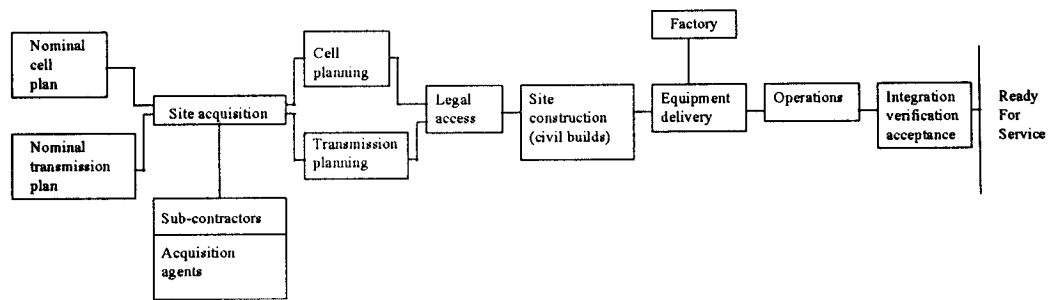 Nominal
cell
plan
Nominal
transmission
plan
Site acquisition
Sub-contractors
Acquisition
agents
Cell
planning
Transmission
planning
Legal
access
Site
construction
(civil builds)
Factory
Equipment
delivery
Operations
Integration
verification
acceptance
Ready
For
Service